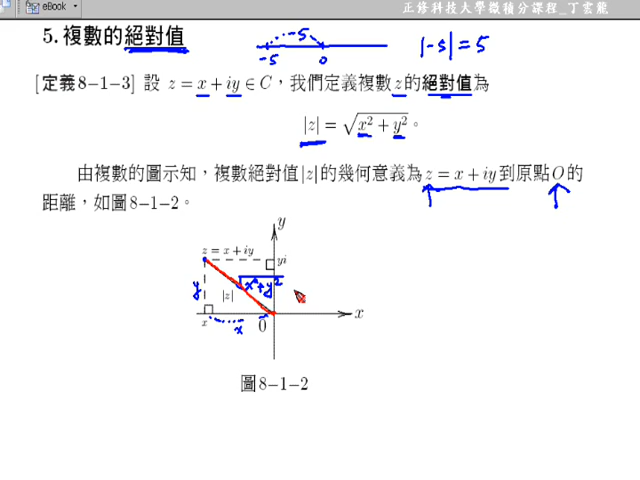 eBook
正修科技大學微積分課程_丁雲龍
5. 複數的絕對值
-5
-5 0
|-5| = 5
[定義8-1-3] 設 z = x + iy ∈ C，我們定義複數z的絕對值為
|z| = √(x² + y²)。
由複數的圖示知，複數絕對值|z|的幾何意義為z = x + iy到原點O的
距離，如圖8-1-2。
y
z = x + iy
yi
y
√(x²+y²)
|z|
x
x
0
x
圖8-1-2